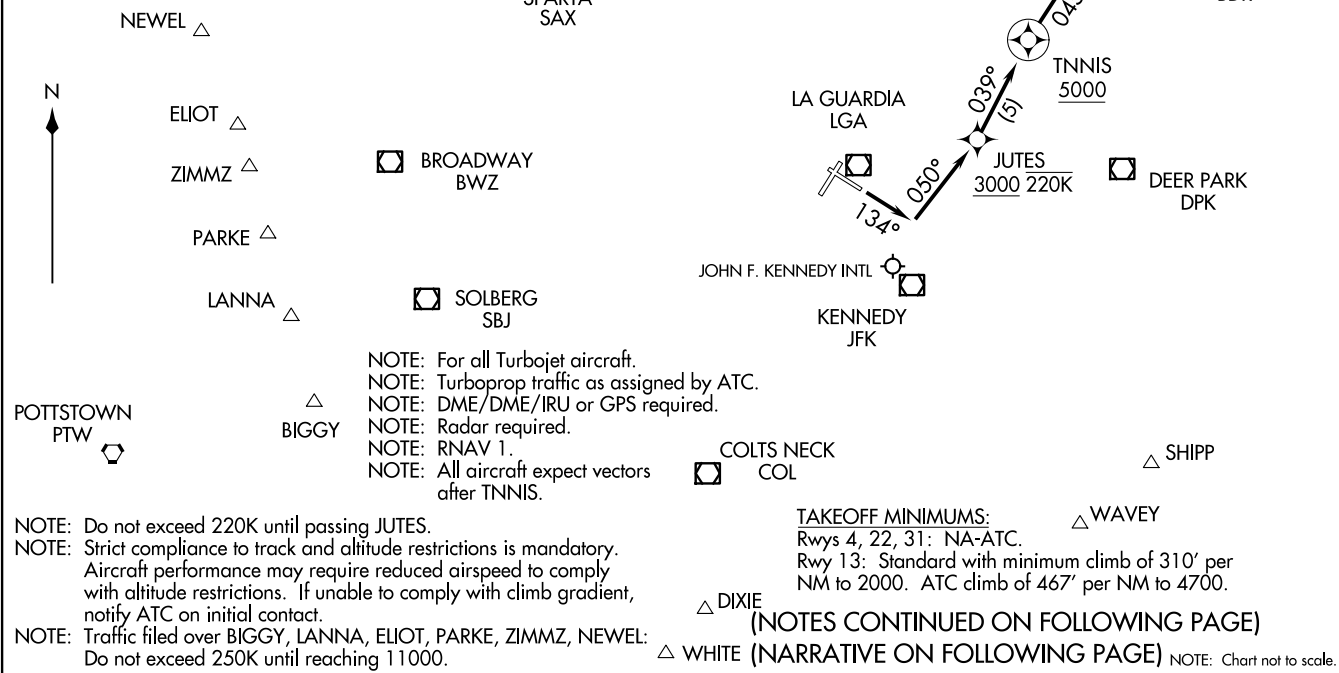 SAX
NEWEL
N
ELIOT
ZIMMZ
BROADWAY
BWZ
PARKE
LANNA
SOLBERG
SBJ
LA GUARDIA
LGA
TNNIS
5000
039°
(5)
JUTES
3000 220K
050°
134°
DEER PARK
DPK
JOHN F. KENNEDY INTL
KENNEDY
JFK
POTTSTOWN
PTW
BIGGY
NOTE: For all Turbojet aircraft.
NOTE: Turboprop traffic as assigned by ATC.
NOTE: DME/DME/IRU or GPS required.
NOTE: Radar required.
NOTE: RNAV 1.
NOTE: All aircraft expect vectors
after TNNIS.
COLTS NECK
COL
SHIPP
WAVEY
NOTE: Do not exceed 220K until passing JUTES.
NOTE: Strict compliance to track and altitude restrictions is mandatory.
Aircraft performance may require reduced airspeed to comply
with altitude restrictions. If unable to comply with climb gradient,
notify ATC on initial contact.
NOTE: Traffic filed over BIGGY, LANNA, ELIOT, PARKE, ZIMMZ, NEWEL:
Do not exceed 250K until reaching 11000.
TAKEOFF MINIMUMS:
Rwys 4, 22, 31: NA-ATC.
Rwy 13: Standard with minimum climb of 310' per
NM to 2000. ATC climb of 467' per NM to 4700.
DIXIE
(NOTES CONTINUED ON FOLLOWING PAGE)
WHITE
(NARRATIVE ON FOLLOWING PAGE)
NOTE: Chart not to scale.